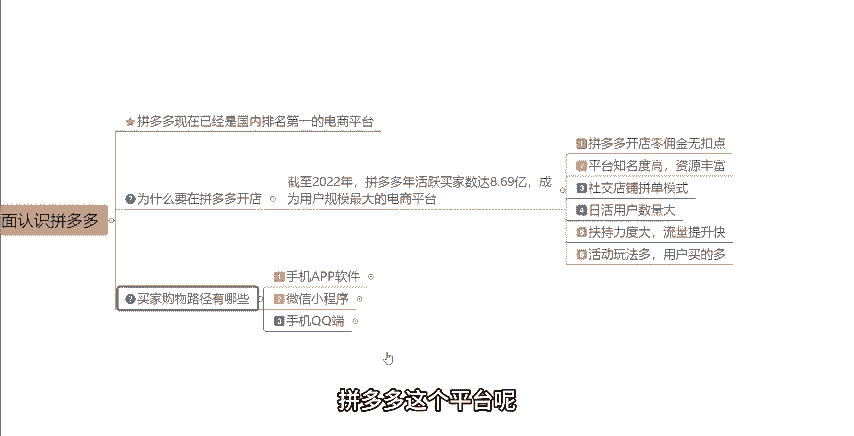 面认识拼多多
拼多多现在已经是国内排名第一的电商平台
为什么要在拼多多开店
截至2022年，拼多多年活跃买家数达8.69亿，成
为用户规模最大的电商平台
1 拼多多开店零佣金无扣点
2 平台知名度高，资源丰富
3 社交店铺拼单模式
4 日活用户数量大
5 扶持力度大，流量提升快
6 活动玩法多，用户买的多
买家购物路径有哪些
1 手机APP软件
2 微信小程序
3 手机QQ端
拼多多这个平台呢